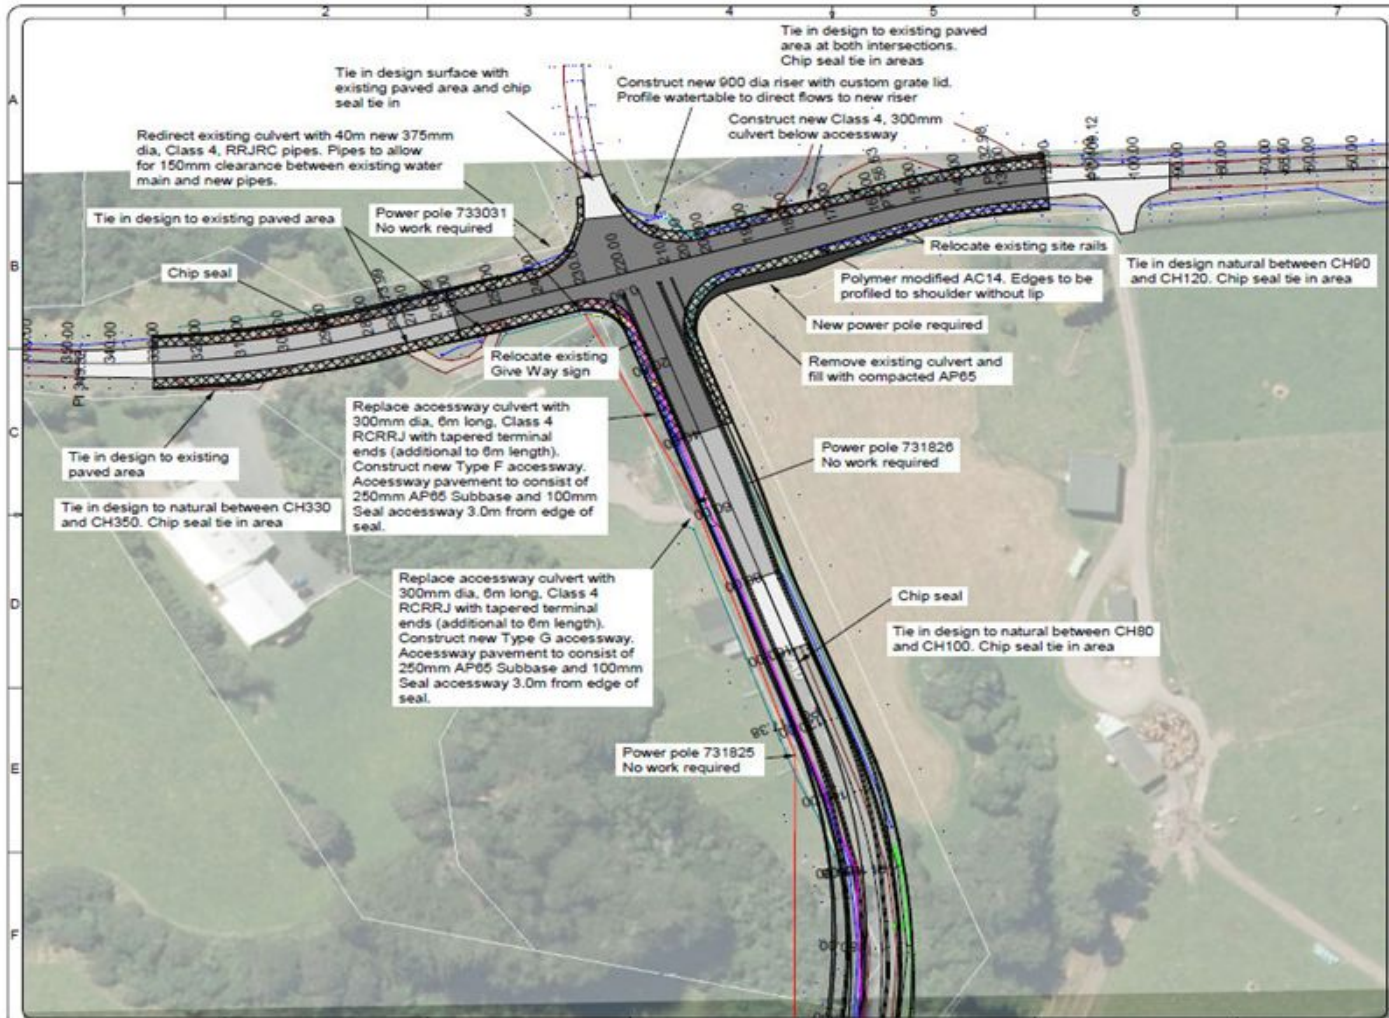 1 2 3 4 5 6 7
A
B
C
D
E
F
Tie in design surface with
existing paved area and chip
seal tie in
Tie in design to existing paved
area at both intersections.
Chip seal tie in areas
Construct new 900 dia riser with custom grate lid.
Profile watertable to direct flows to new riser
Construct new Class 4, 300mm
culvert below accessway
Redirect existing culvert with 40m new 375mm
dia, Class 4, RRJRC pipes. Pipes to allow
for 150mm clearance between existing water
main and new pipes.
Tie in design to existing paved area
Power pole 733031
No work required
Chip seal
Relocate existing site rails
Polymer modified AC14. Edges to be
profiled to shoulder without lip
Tie in design natural between CH90
and CH120. Chip seal tie in area
New power pole required
Relocate existing
Give Way sign
Remove existing culvert and
fill with compacted AP65
Replace accessway culvert with
300mm dia, 6m long, Class 4
RCRRJ with tapered terminal
ends (additional to 6m length).
Construct new Type F accessway.
Accessway pavement to consist of
250mm AP65 Subbase and 100mm
Seal accessway 3.0m from edge of
seal.
Power pole 731826
No work required
Tie in design to existing
paved area
Tie in design to natural between CH330
and CH350. Chip seal tie in area
Replace accessway culvert with
300mm dia, 6m long, Class 4
RCRRJ with tapered terminal
ends (additional to 6m length).
Construct new Type G accessway.
Accessway pavement to consist of
250mm AP65 Subbase and 100mm
Seal accessway 3.0m from edge of
seal.
Chip seal
Tie in design to natural between CH80
and CH100. Chip seal tie in area
Power pole 731825
No work required